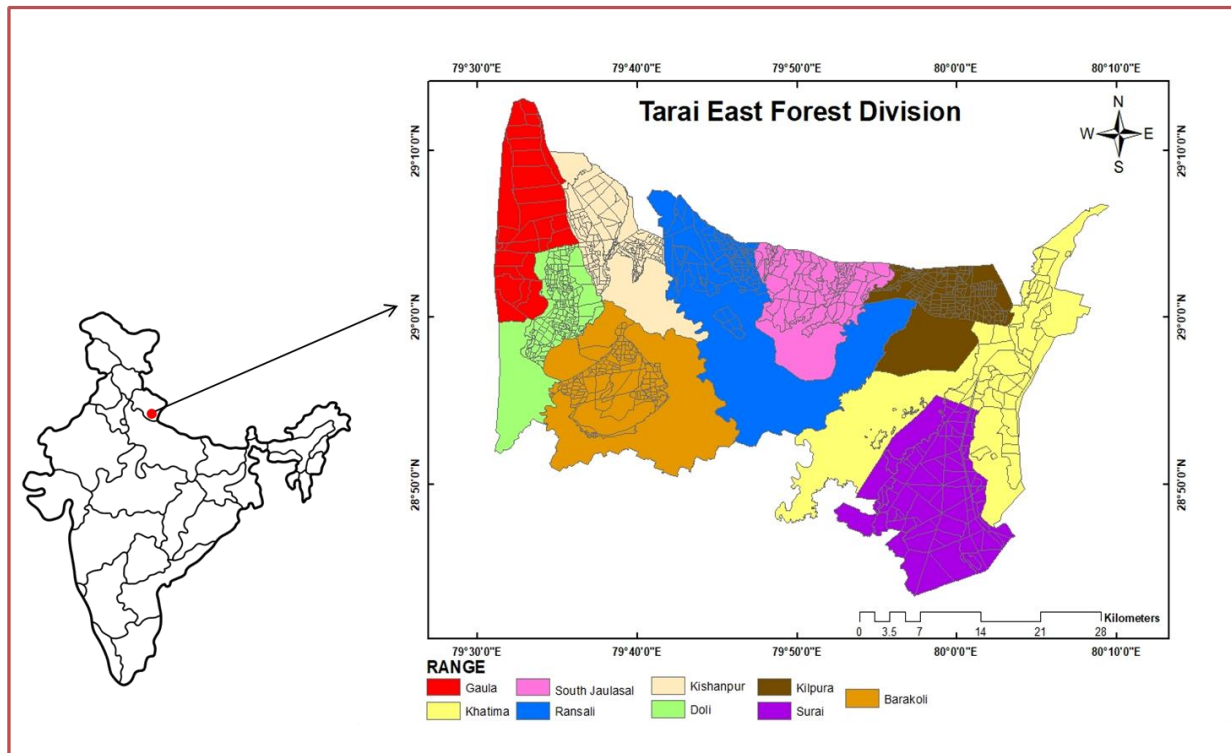 79°30'0"E 79°40'0"E 79°50'0"E 80°0'0"E 80°10'0"E
Tarai East Forest Division
N
W E
S
29°10'0"N 29°10'0"N
29°0'0"N 29°0'0"N
28°50'0"N 28°50'0"N
Kilometers
0 3.5 7 14 21 28
79°30'0"E 79°40'0"E 79°50'0"E 80°0'0"E 80°10'0"E
RANGE
Gaula South Jaulasal Kishanpur Kilpura Barakoli
Khatima Ransali Doli Surai